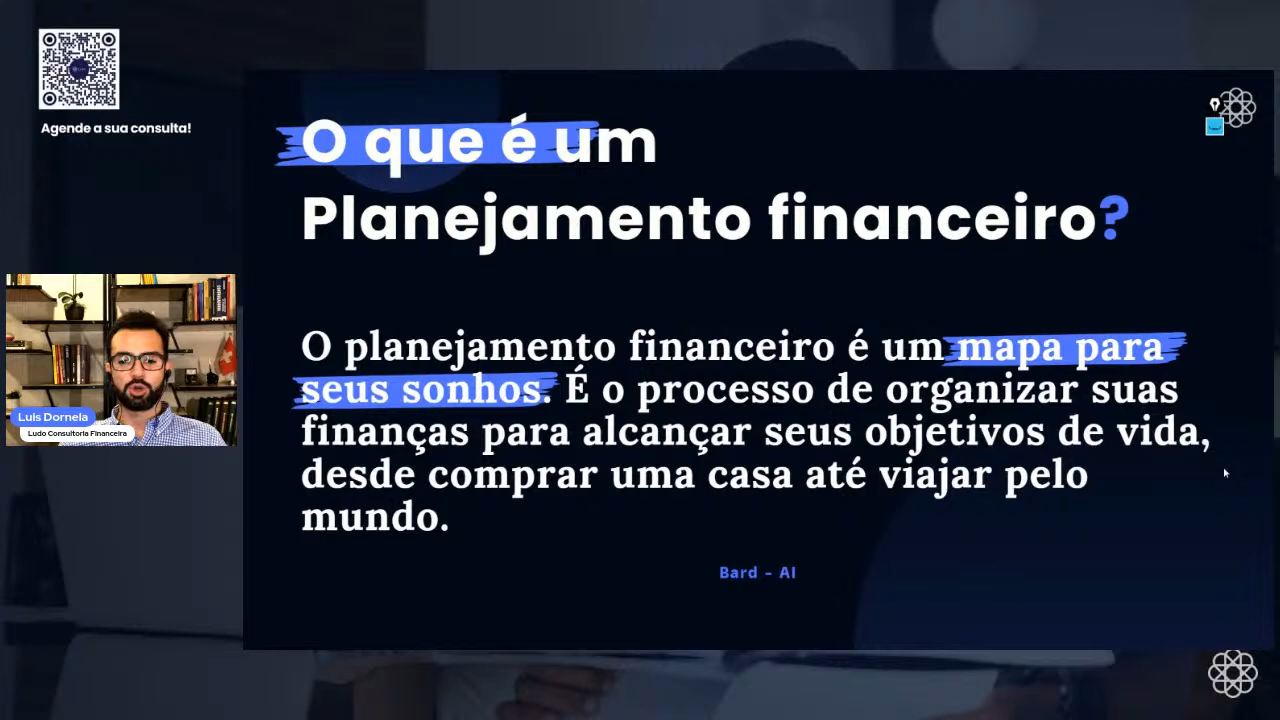 Agende a sua consulta!
O que é um
Planejamento financeiro?
O planejamento financeiro é um mapa para
seus sonhos. É o processo de organizar suas
finanças para alcançar seus objetivos de vida,
desde comprar uma casa até viajar pelo
mundo.
Bard - AI
Luis Dornela
Ludo Consultoria Financeira